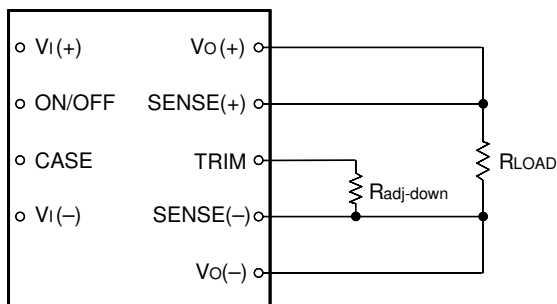 VI(+) VO(+)
ON/OFF SENSE(+)
CASE TRIM RLOAD
Radj-down
VI(–) SENSE(–)
VO(–)